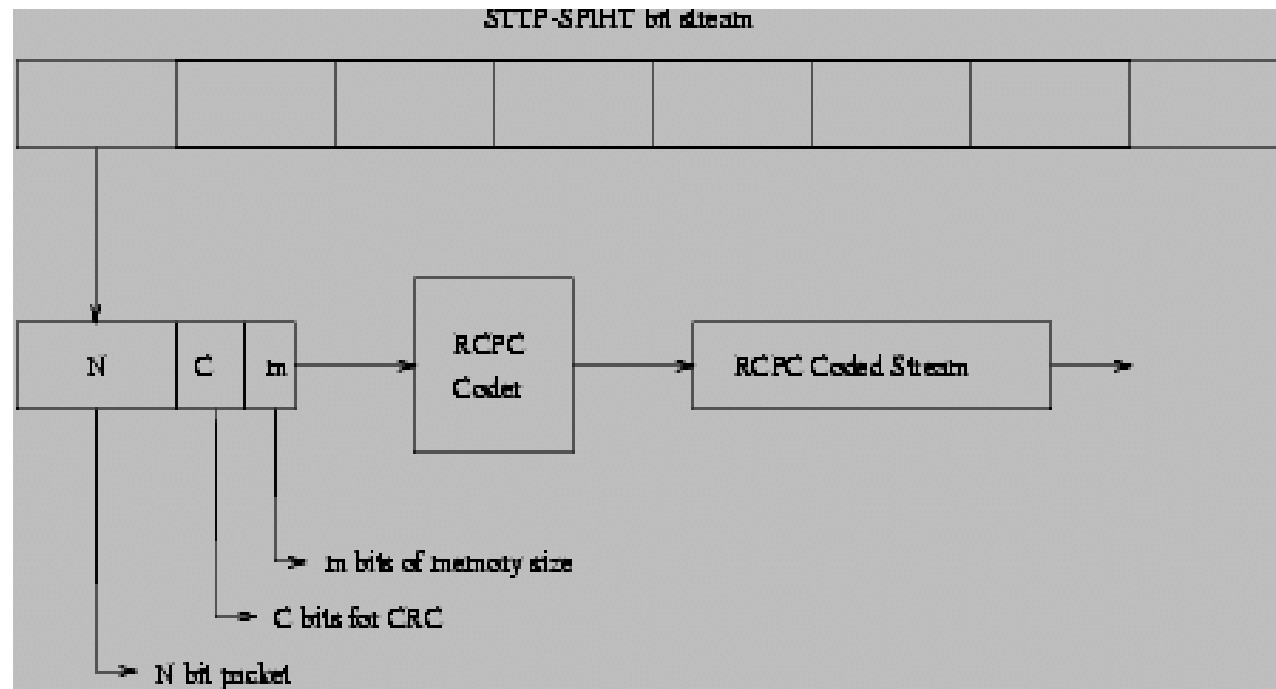 STTP-SPIHT bit stream
N C m
RCPC
Coder
RCPC Coded Stream
m bits of memory size
C bits for CRC
N bit packet